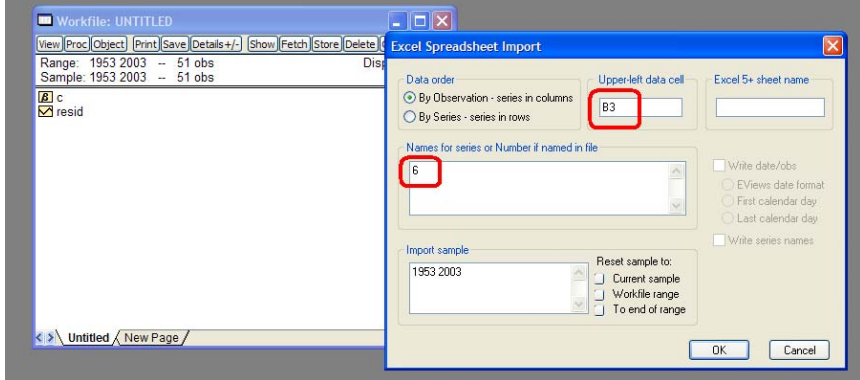 Workfile: UNTITLED
View Proc Object Print Save Details+/- Show Fetch Store Delete
Range: 1953 2003 -- 51 obs
Sample: 1953 2003 -- 51 obs
β c
resid
Untitled New Page
Excel Spreadsheet Import
Data order
By Observation - series in columns
By Series - series in rows
Upper-left data cell
B3
Excel 5+ sheet name
Names for series or Number if named in file
6
Write date/obs
EViews date format
First calendar day
Last calendar day
Write series names
Import sample
1953 2003
Reset sample to:
Current sample
Workfile range
To end of range
OK Cancel